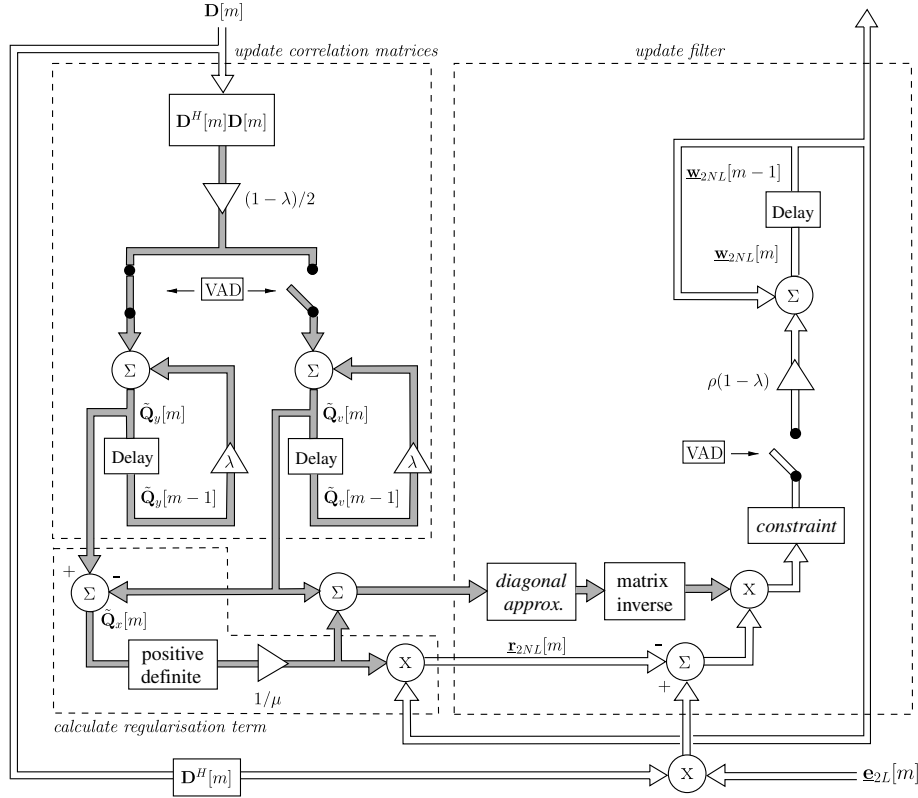 D[m]
update correlation matrices
update filter
D^H[m]D[m]
(1 − λ)/2
w_2NL[m − 1]
Delay
w_2NL[m]
VAD
Σ
Σ
Σ
ρ(1 − λ)
Q̃_y[m]
Q̃_v[m]
Delay
λ
Delay
λ
VAD
Q̃_y[m − 1]
Q̃_v[m − 1]
constraint
+
-
Σ
Σ
diagonal
approx.
matrix
inverse
X
Q̃_x[m]
positive
definite
1/μ
X
r_2NL[m]
-
Σ
+
calculate regularisation term
D^H[m]
X
e_2L[m]